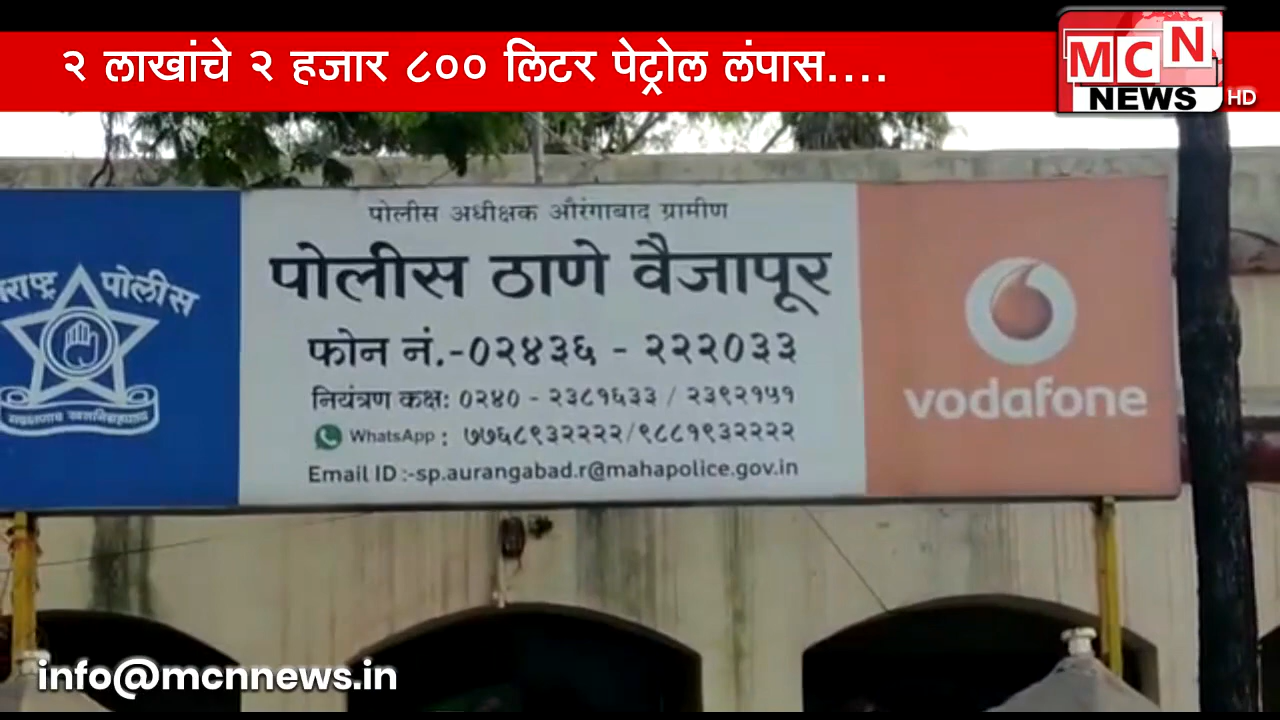 २ लाखांचे २ हजार ८०० लिटर पेट्रोल लंपास....
MCN
NEWS HD
पोलीस अधीक्षक औरंगाबाद ग्रामीण
पोलीस ठाणे वैजापूर
फोन नं.-०२४३६ - २२२०३३
नियंत्रण कक्ष: ०२४० - २३८१६३३ / २३९२१५१
WhatsApp : ७७६८९३२२२२/९८८१९३२२२२
Email ID :-sp.aurangabad.r@mahapolice.gov.in
पोलीस
vodafone
info@mcnnews.in